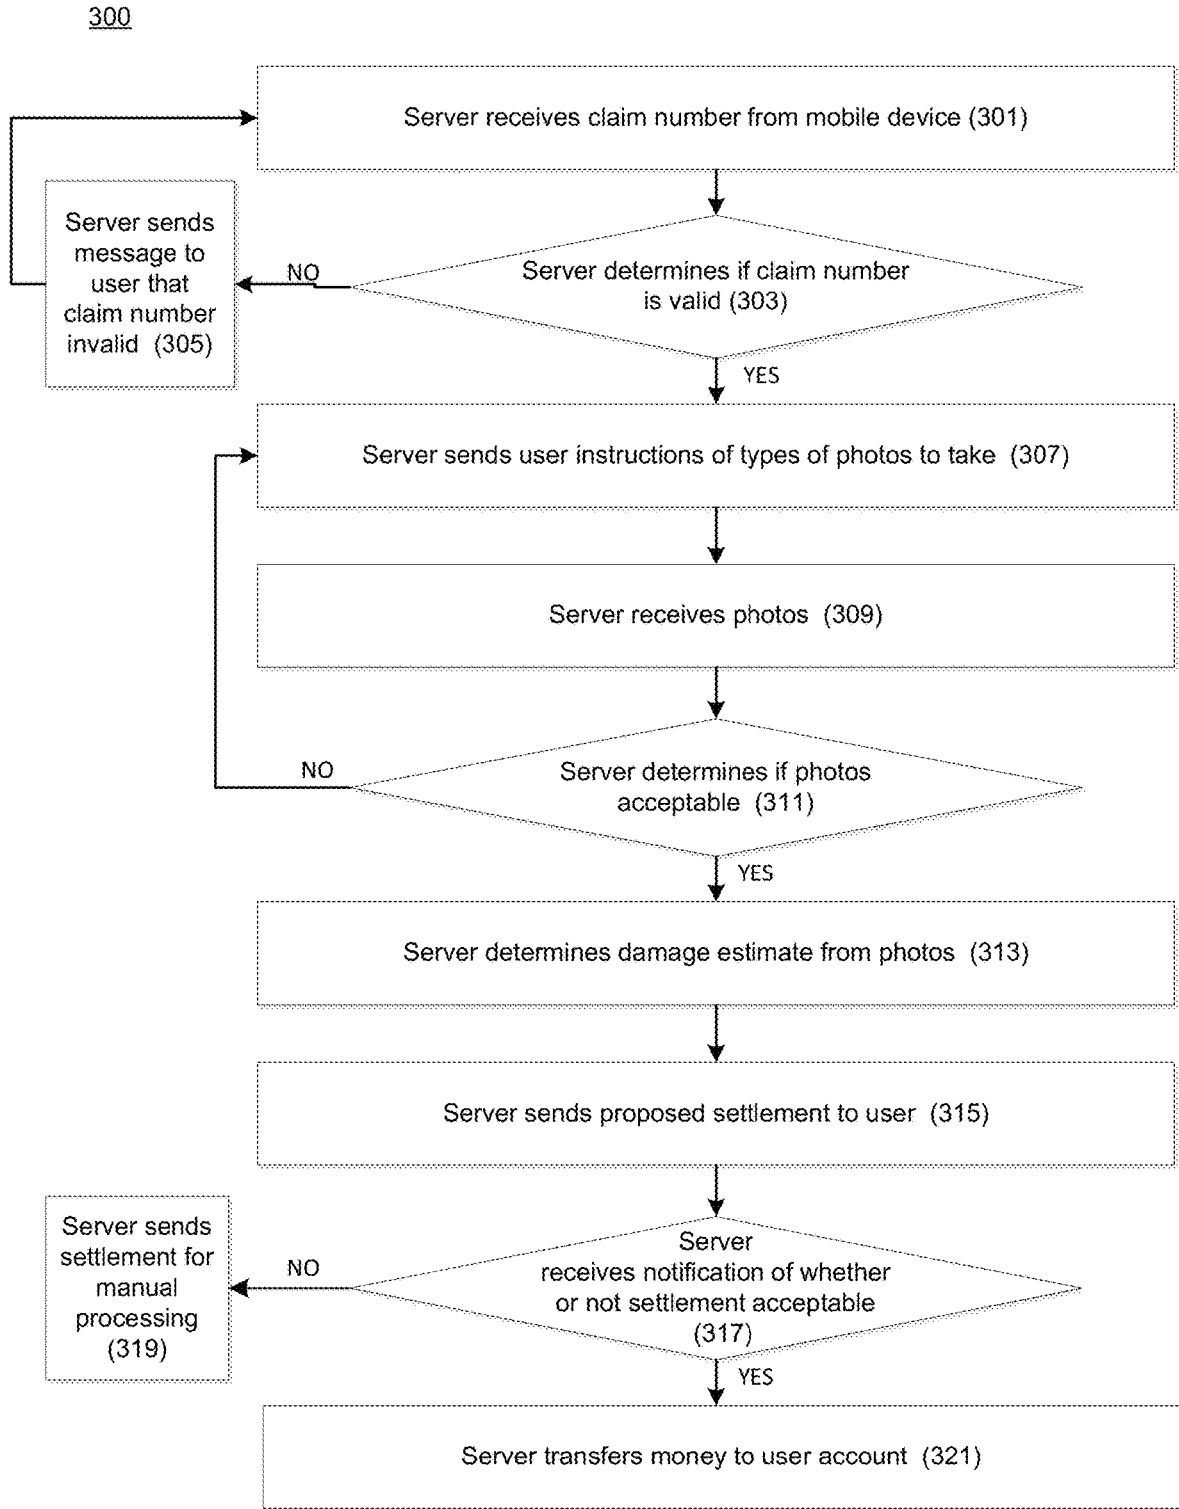 300
Server receives claim number from mobile device (301)
Server sends
message to
user that
claim number
invalid (305)
NO
Server determines if claim number
is valid (303)
YES
Server sends user instructions of types of photos to take (307)
Server receives photos (309)
NO
Server determines if photos
acceptable (311)
YES
Server determines damage estimate from photos (313)
Server sends proposed settlement to user (315)
Server sends
settlement for
manual
processing
(319)
NO
Server
receives notification of whether
or not settlement acceptable
(317)
YES
Server transfers money to user account (321)